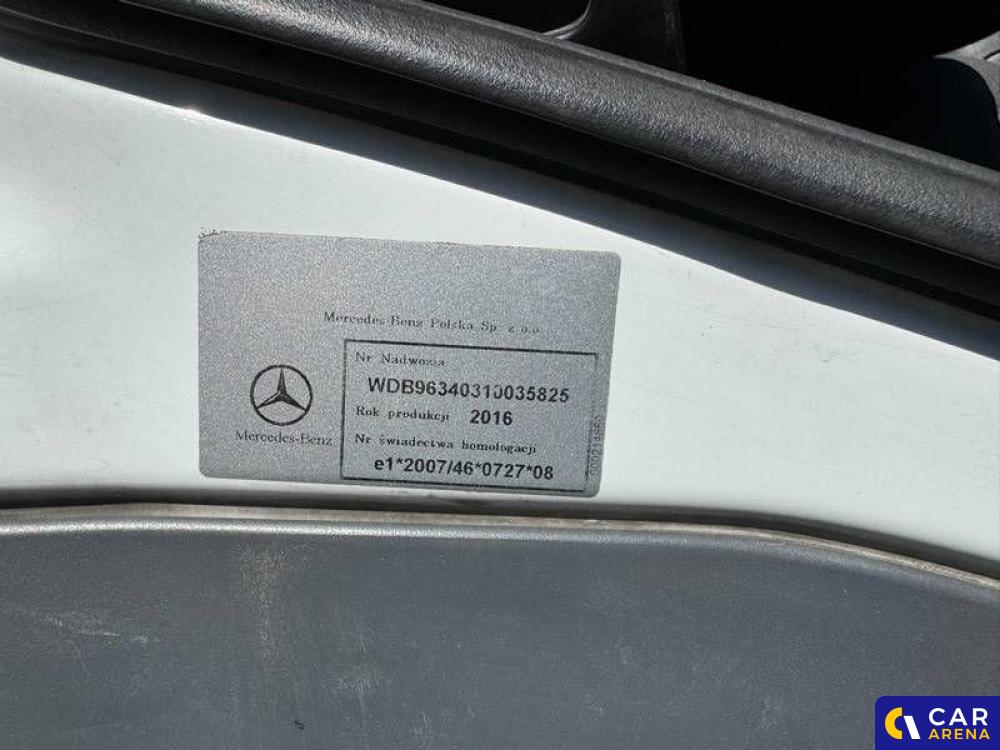 Mercedes-Benz Polska Sp. z o.o.
Nr Nadwozia
WDB96340310035825
Rok produkcji 2016
Nr świadectwa homologacji
e1*2007/46*0727*08
Mercedes-Benz
CAR
ARENA